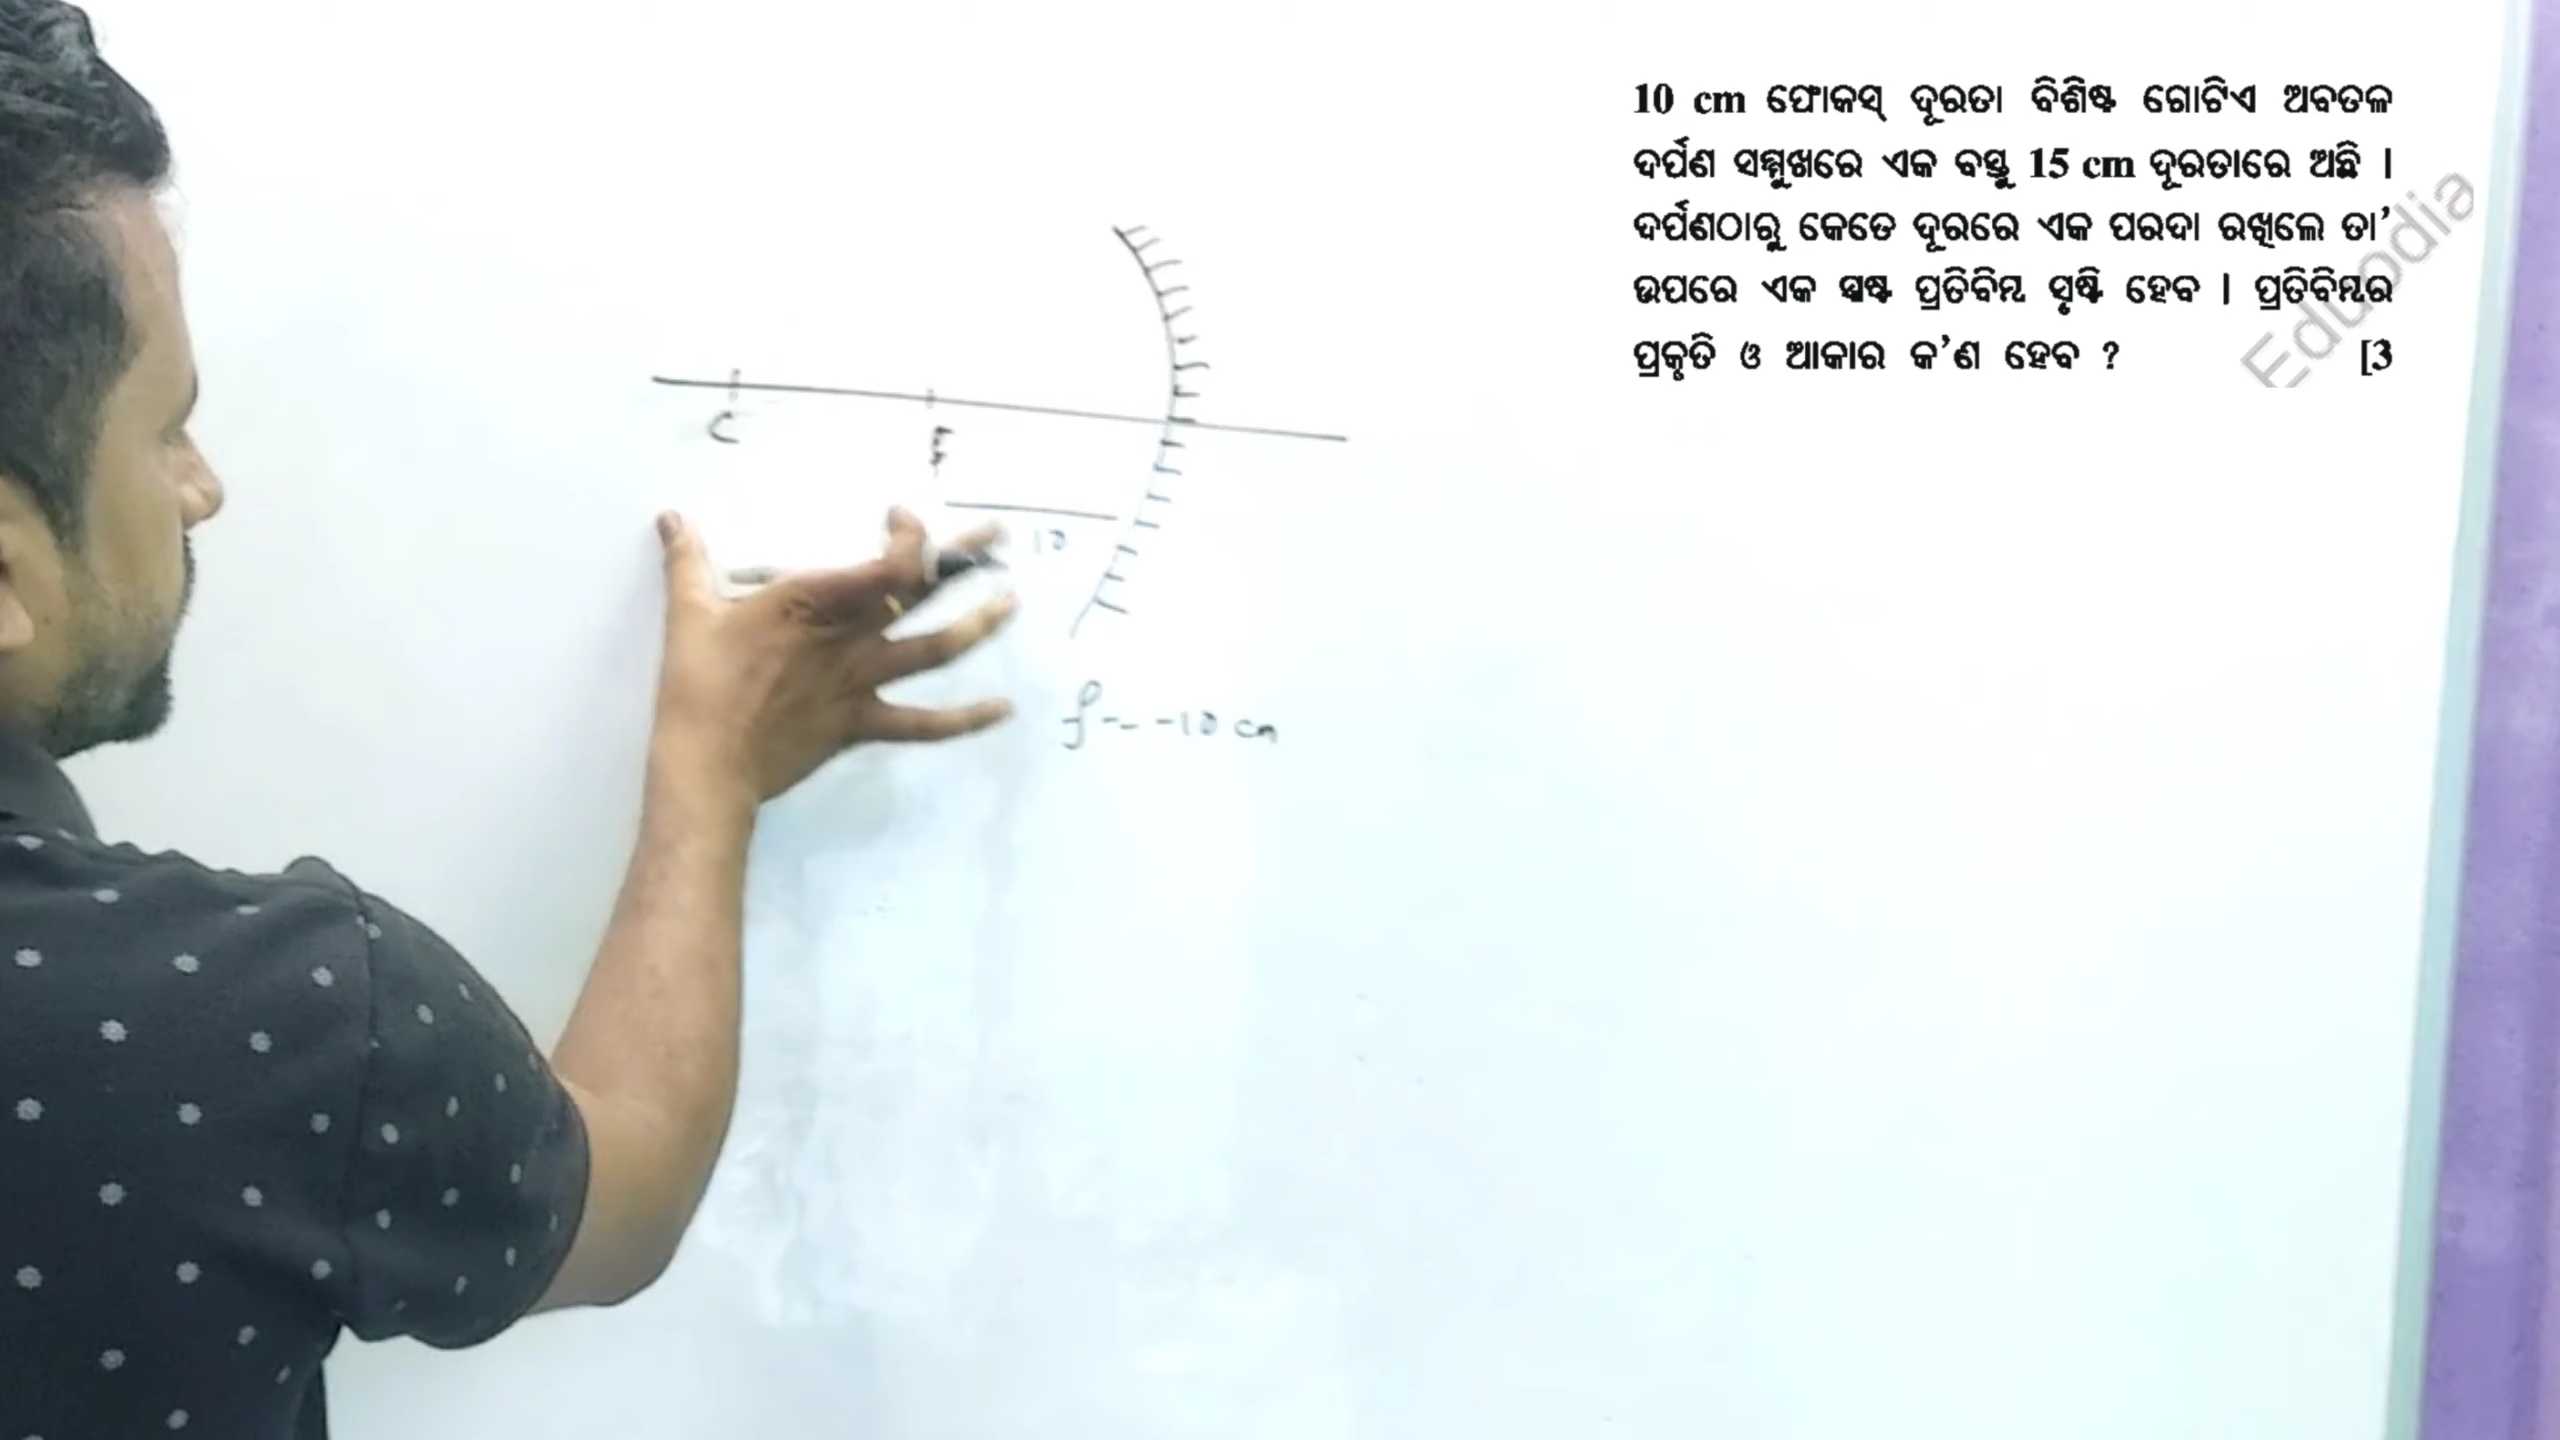 10 cm ଫୋକସ୍ ଦୂରତା ବିଶିଷ୍ଟ ଗୋଟିଏ ଅବତଳ
ଦର୍ପଣ ସମ୍ମୁଖରେ ଏକ ବସ୍ତୁ 15 cm ଦୂରତାରେ ଅଛି ।
ଦର୍ପଣଠାରୁ କେତେ ଦୂରରେ ଏକ ପରଦା ରଖିଲେ ତା’
ଉପରେ ଏକ ସ୍ପଷ୍ଟ ପ୍ରତିବିମ୍ବ ସୃଷ୍ଟି ହେବ । ପ୍ରତିବିମ୍ବର
ପ୍ରକୃତି ଓ ଆକାର କ’ଣ ହେବ ? [3
Eduodia
C
F
10
f = -10 cm